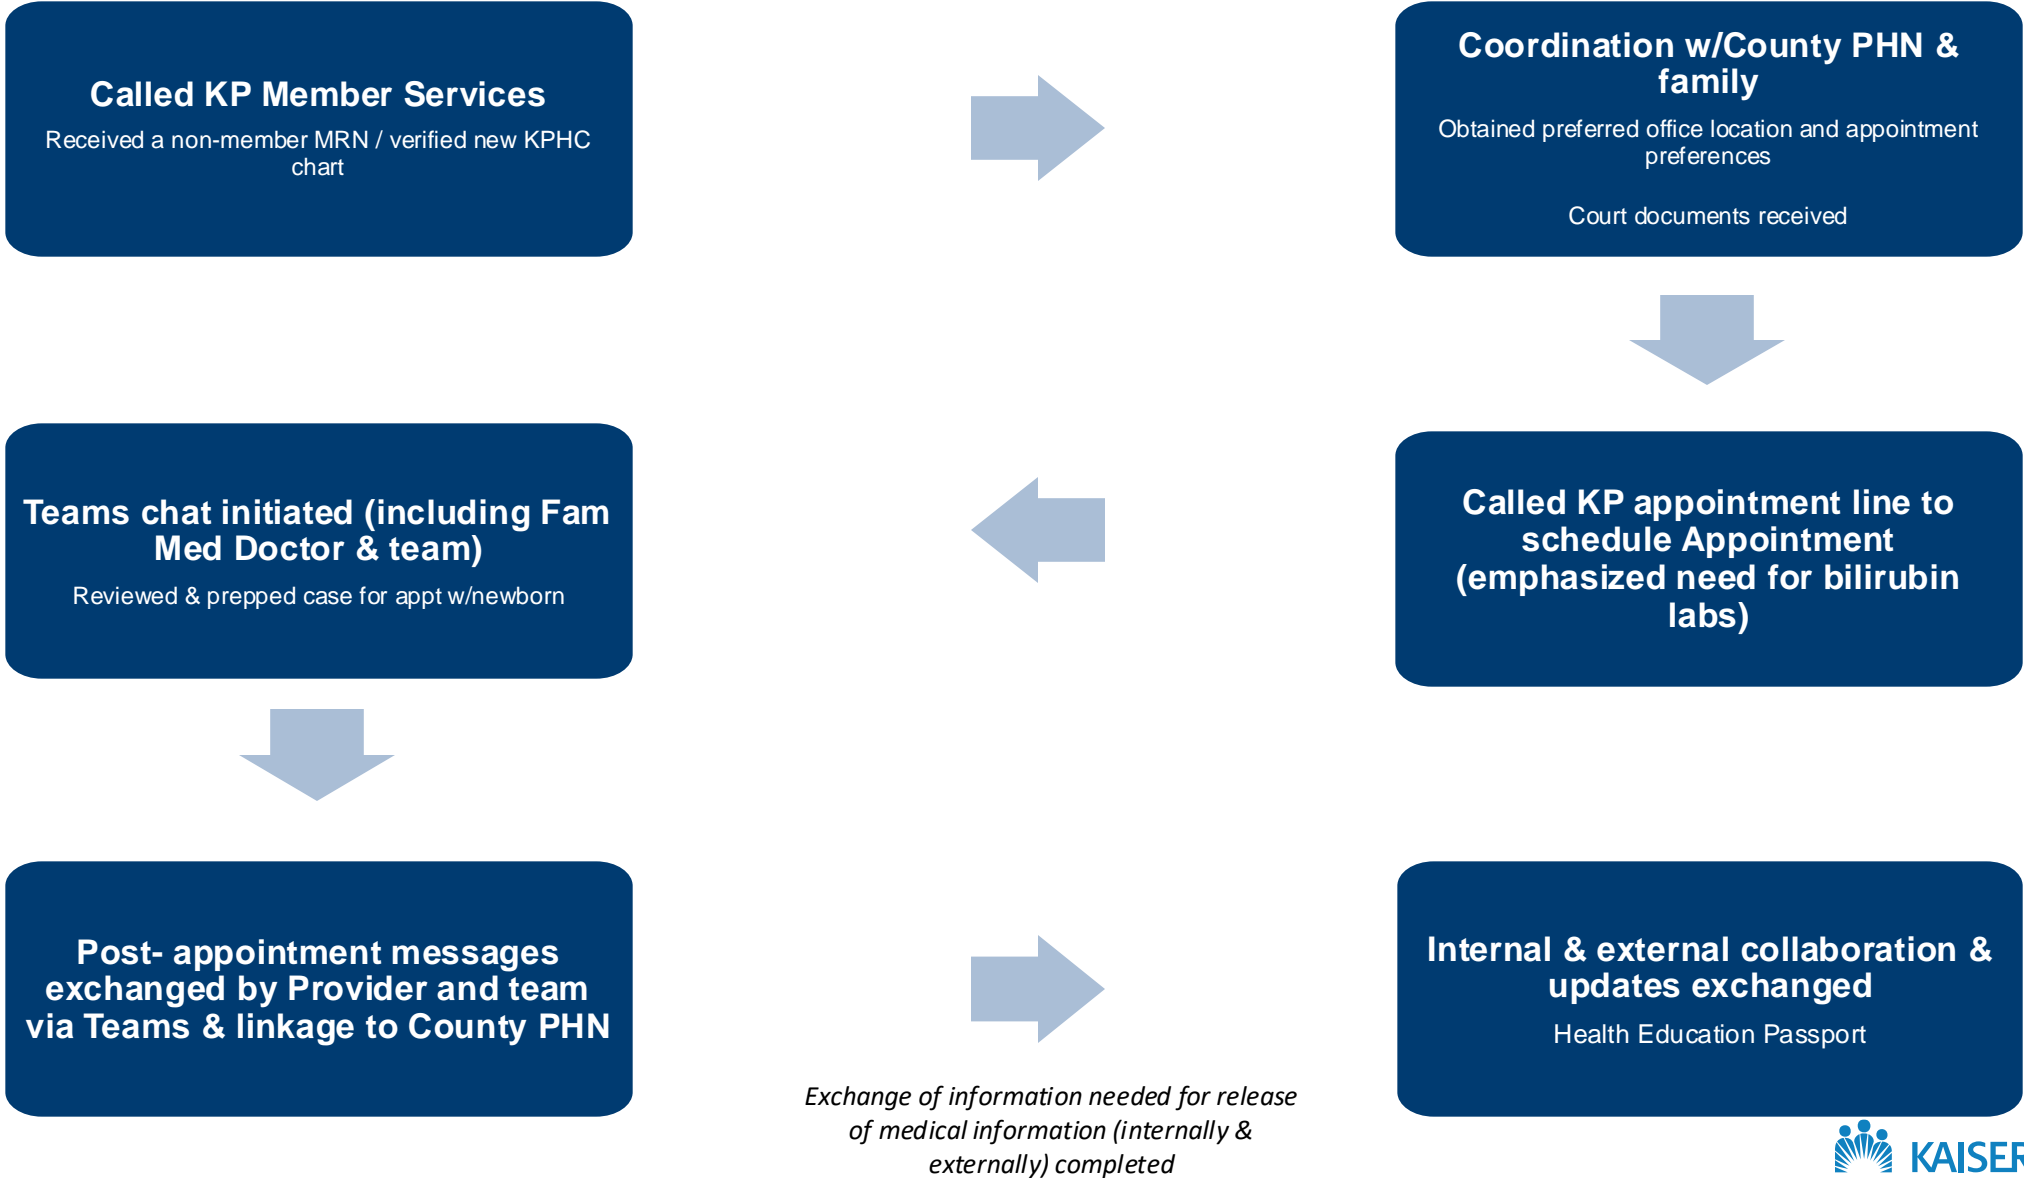 Called KP Member Services
Received a non-member MRN / verified new KPHC
chart
Coordination w/County PHN &
family
Obtained preferred office location and appointment
preferences
Court documents received
Called KP appointment line to
schedule Appointment
(emphasized need for bilirubin
labs)
Teams chat initiated (including Fam
Med Doctor & team)
Reviewed & prepped case for appt w/newborn
Post- appointment messages
exchanged by Provider and team
via Teams & linkage to County PHN
Exchange of information needed for release
of medical information (internally &
externally) completed
Internal & external collaboration &
updates exchanged
Health Education Passport
KAISER